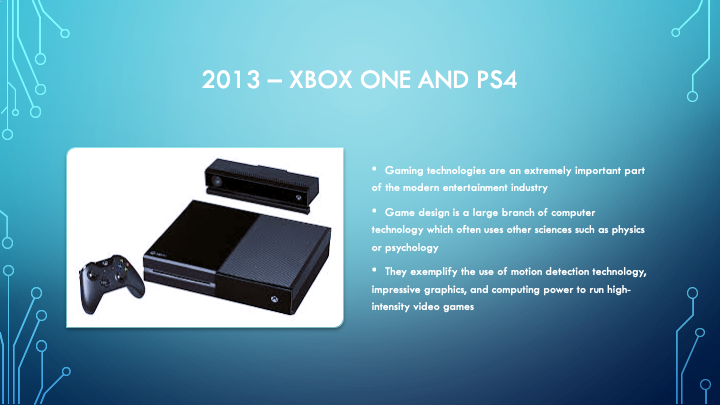 2013 – XBOX ONE AND PS4
• Gaming technologies are an extremely important part
of the modern entertainment industry
• Game design is a large branch of computer
technology which often uses other sciences such as physics
or psychology
• They exemplify the use of motion detection technology,
impressive graphics, and computing power to run high-
intensity video games